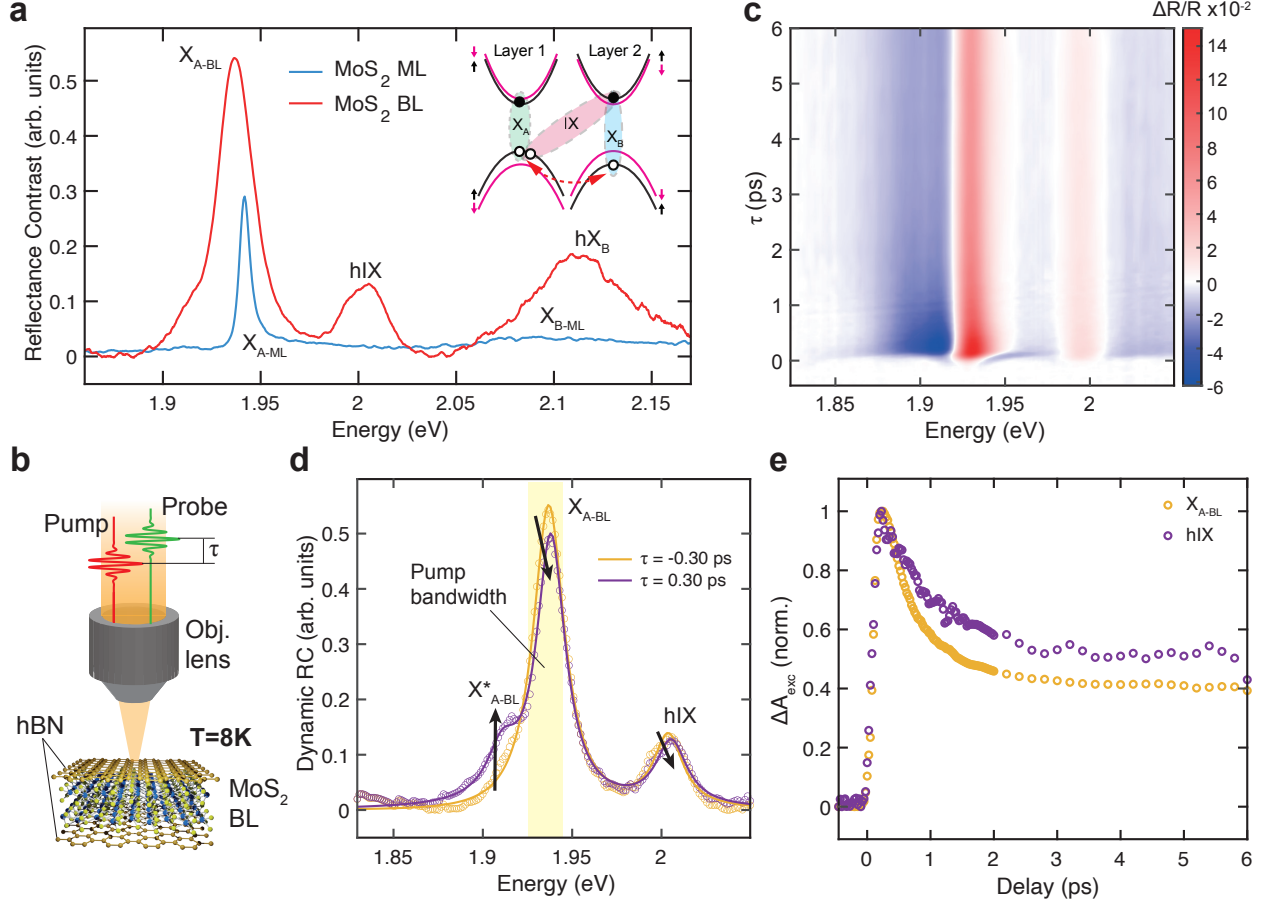 a
X_A-BL
MoS₂ ML
MoS₂ BL
Layer 1
Layer 2
X_A
IX
X_B
hIX
hX_B
X_A-ML
X_B-ML
0.5
0.4
0.3
0.2
0.1
0
Reflectance Contrast (arb. units)
1.9
1.95
2
2.05
2.1
2.15
Energy (eV)
c
ΔR/R x10⁻²
6
5
4
3
2
1
0
τ (ps)
1.85
1.9
1.95
2
Energy (eV)
14
12
10
8
6
4
2
0
-2
-4
-6
b
Pump
Probe
τ
Obj.
lens
hBN
T=8K
MoS₂
BL
d
X_A-BL
τ = -0.30 ps
τ = 0.30 ps
Pump
bandwidth
X*_A-BL
hIX
0.5
0.4
0.3
0.2
0.1
0
Dynamic RC (arb. units)
1.85
1.9
1.95
2
Energy (eV)
e
X_A-BL
hIX
1
0.8
0.6
0.4
0.2
0
ΔA_exc (norm.)
0
1
2
3
4
5
6
Delay (ps)